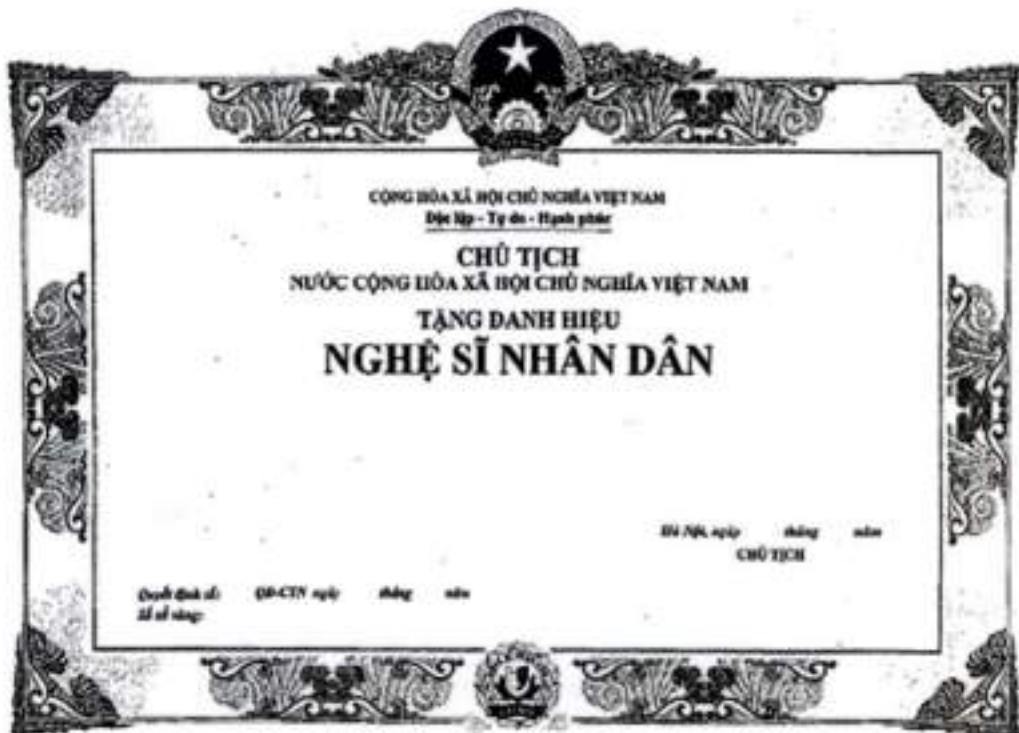 CỘNG HÒA XÃ HỘI CHỦ NGHĨA VIỆT NAM
Độc lập - Tự do - Hạnh phúc
CHỦ TỊCH
NƯỚC CỘNG HÒA XÃ HỘI CHỦ NGHĨA VIỆT NAM
TẶNG DANH HIỆU
NGHỆ SĨ NHÂN DÂN
Hà Nội, ngày tháng năm
CHỦ TỊCH
Quyết định số: QĐ-CTN ngày tháng năm
Số sổ vàng: